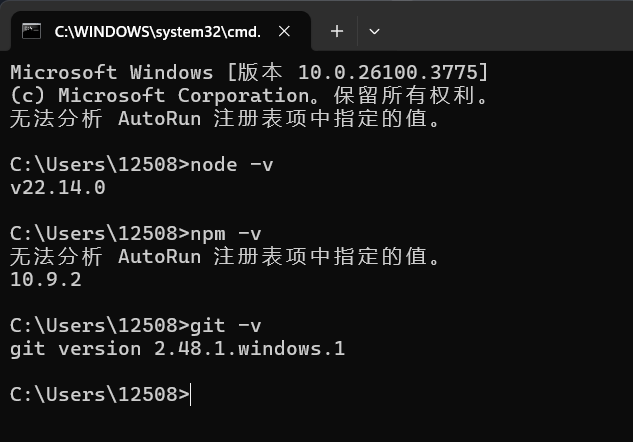 C:\WINDOWS\system32\cmd.
Microsoft Windows [版本 10.0.26100.3775]
(c) Microsoft Corporation。保留所有权利。
无法分析 AutoRun 注册表项中指定的值。
C:\Users\12508>node -v
v22.14.0
C:\Users\12508>npm -v
无法分析 AutoRun 注册表项中指定的值。
10.9.2
C:\Users\12508>git -v
git version 2.48.1.windows.1
C:\Users\12508>